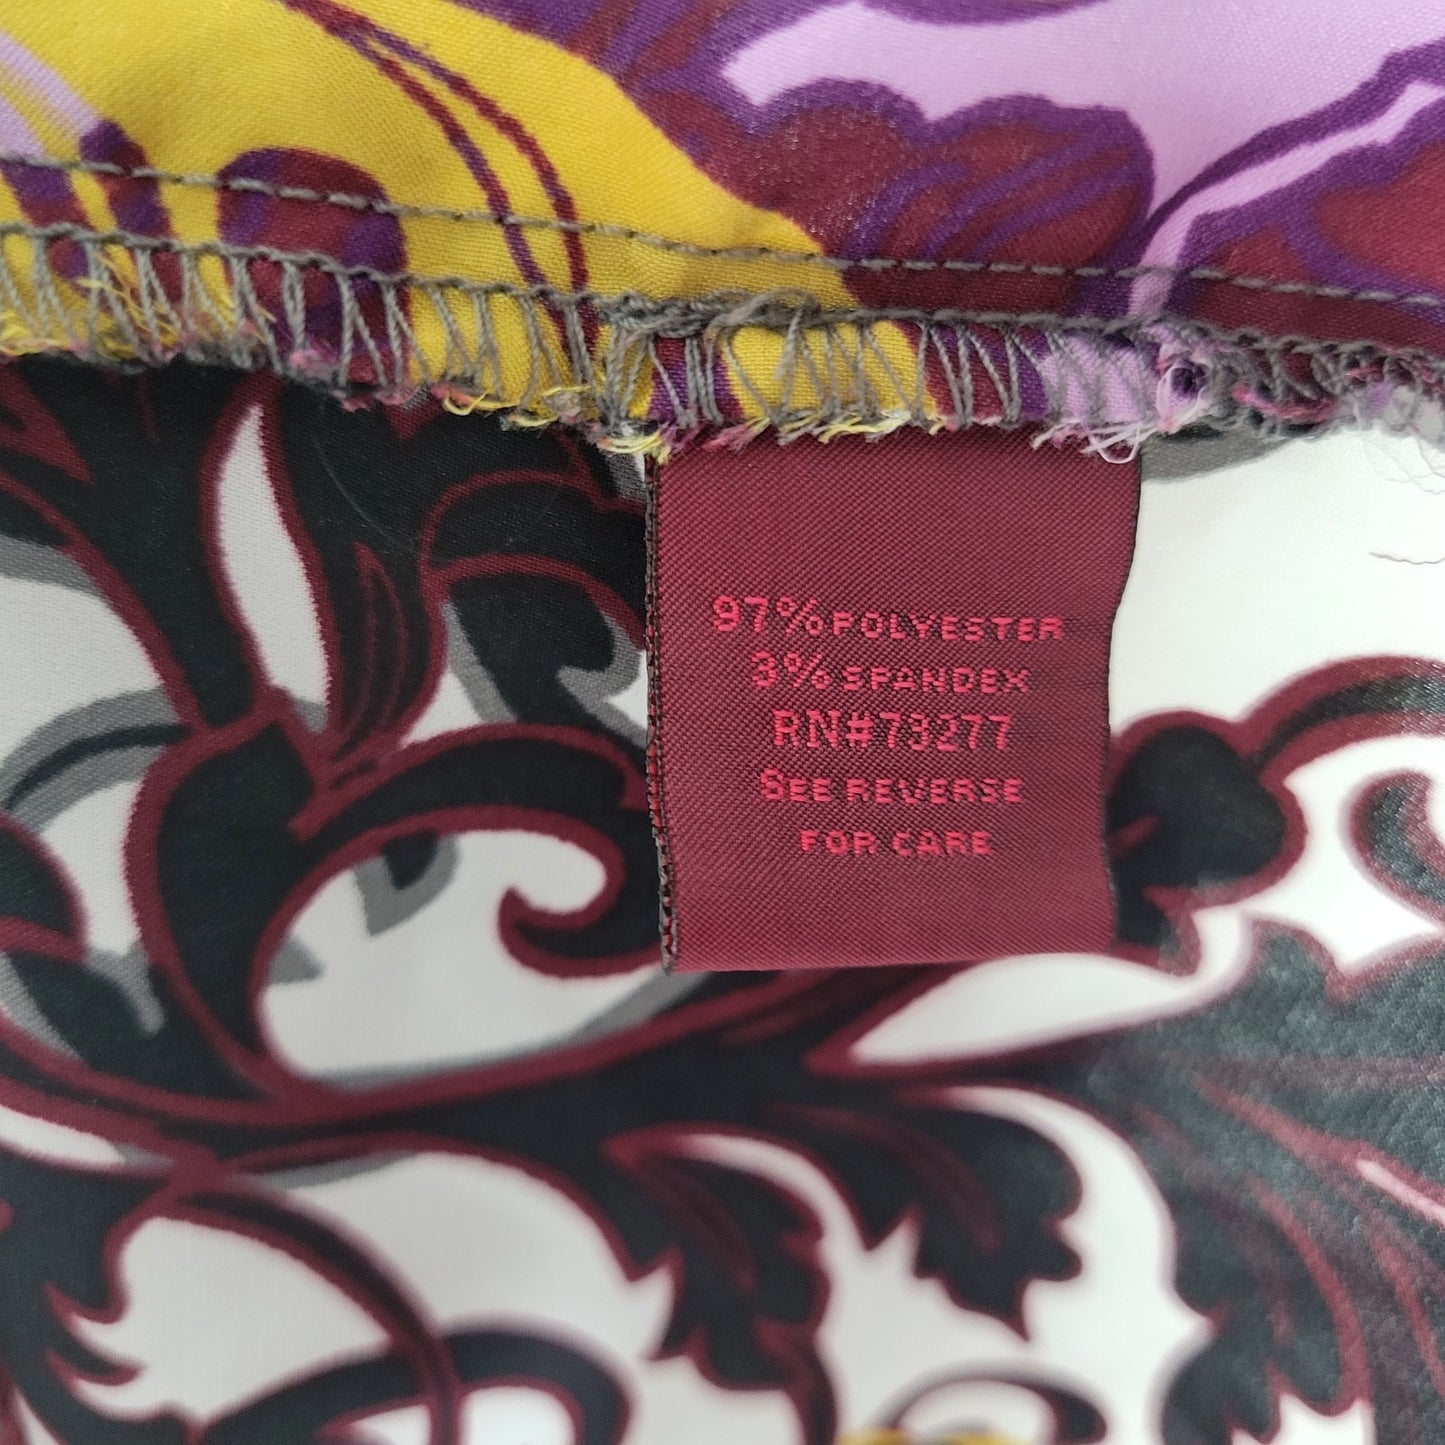 97% POLYESTER
3% SPANDEX
RN#73277
SEE REVERSE
FOR CARE